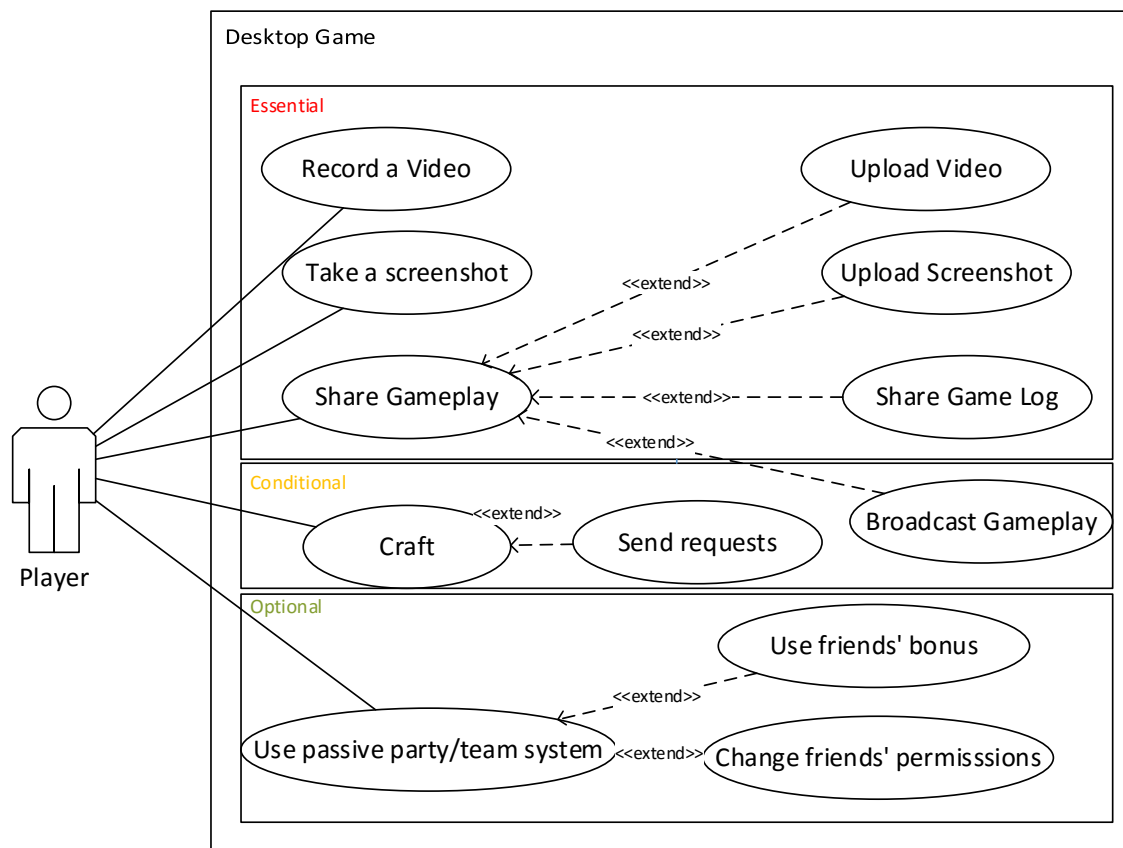 Desktop Game
Essential
Record a Video
Upload Video
Take a screenshot
Upload Screenshot
<<extend>>
<<extend>>
Share Gameplay
<<extend>>
Share Game Log
<<extend>>
Conditional
Broadcast Gameplay
<<extend>>
Craft
Send requests
Player
Optional
Use friends' bonus
<<extend>>
Use passive party/team system
<<extend>>
Change friends' permisssions